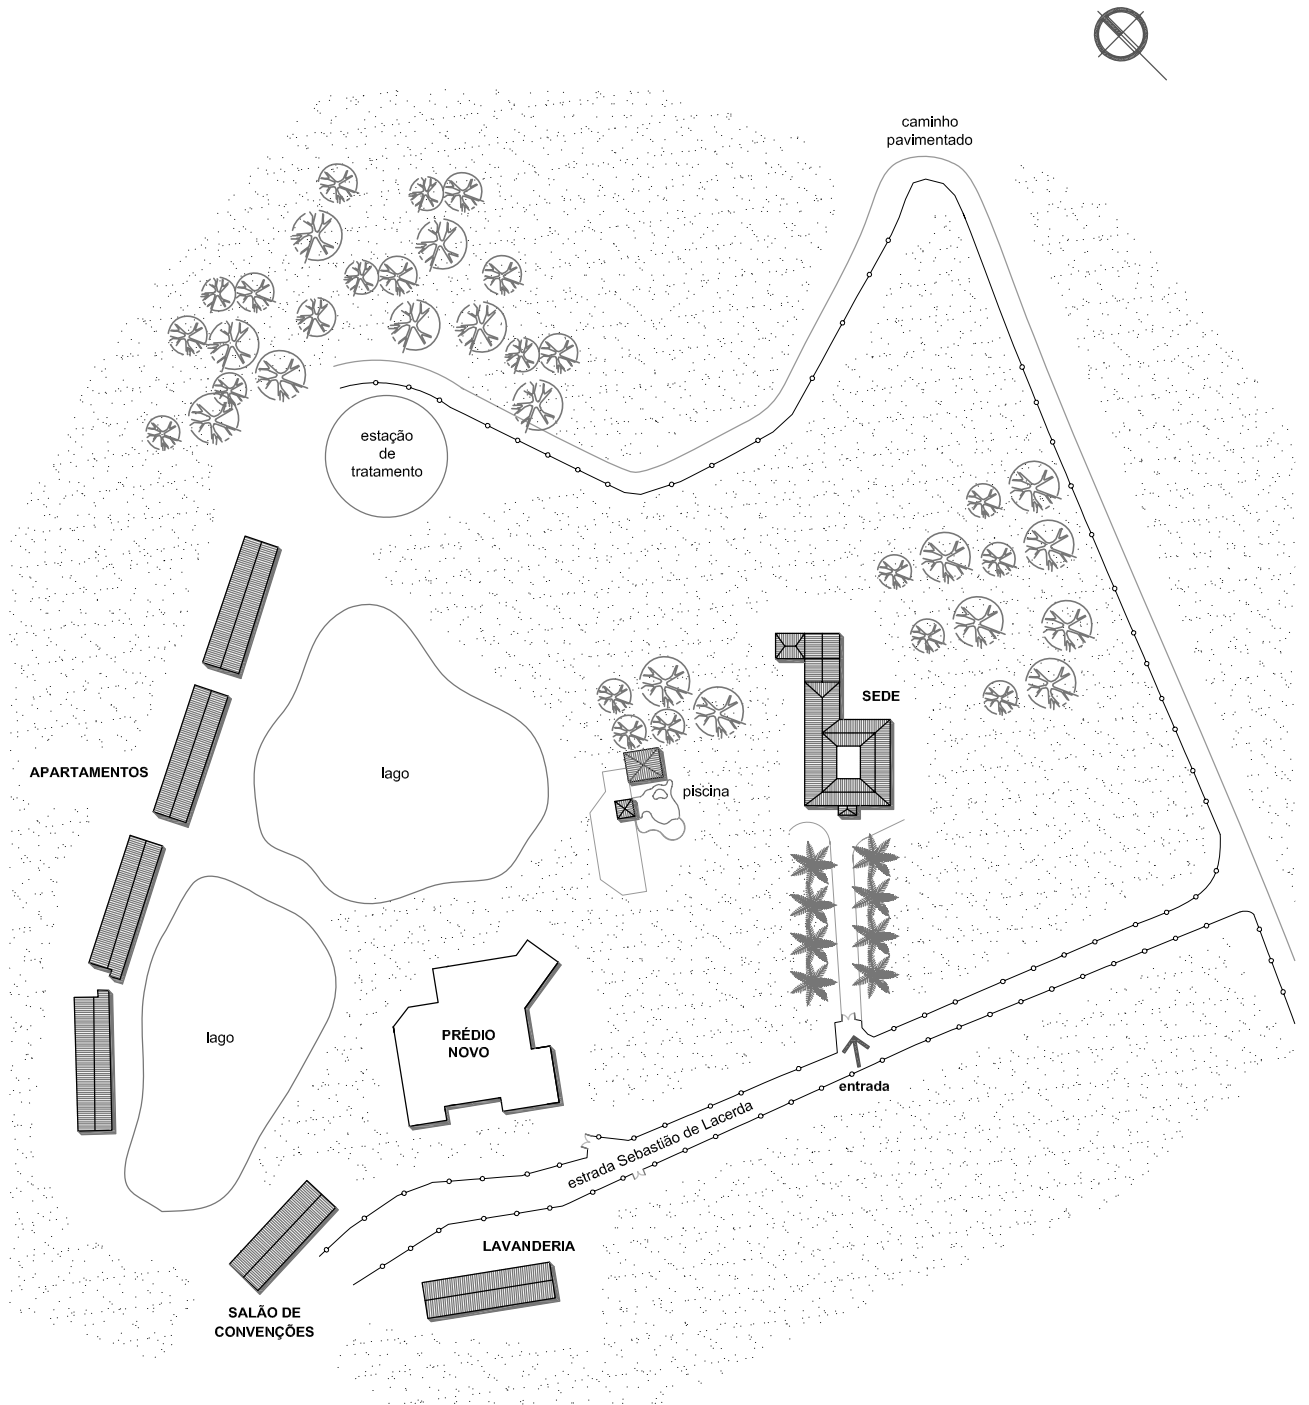 caminho
pavimentado
estação
de
tratamento
SEDE
APARTAMENTOS
lago
piscina
lago
PRÉDIO
NOVO
entrada
estrada Sebastião de Lacerda
LAVANDERIA
SALÃO DE
CONVENÇÕES